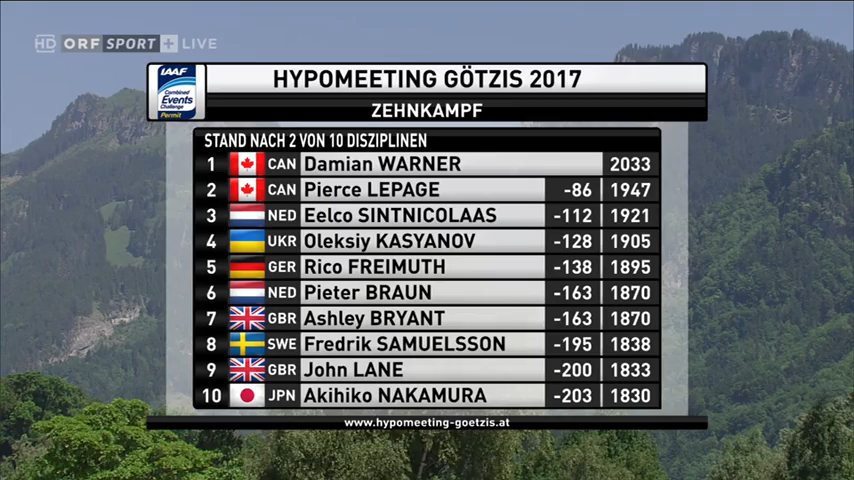 HD ORF SPORT + LIVE
IAAF
Combined
Events
Challenge
Permit
HYPOMEETING GÖTZIS 2017
ZEHNKAMPF
STAND NACH 2 VON 10 DISZIPLINEN
1 CAN Damian WARNER 2033
2 CAN Pierce LEPAGE -86 1947
3 NED Eelco SINTNICOLAAS -112 1921
4 UKR Oleksiy KASYANOV -128 1905
5 GER Rico FREIMUTH -138 1895
6 NED Pieter BRAUN -163 1870
7 GBR Ashley BRYANT -163 1870
8 SWE Fredrik SAMUELSSON -195 1838
9 GBR John LANE -200 1833
10 JPN Akihiko NAKAMURA -203 1830
www.hypomeeting-goetzis.at